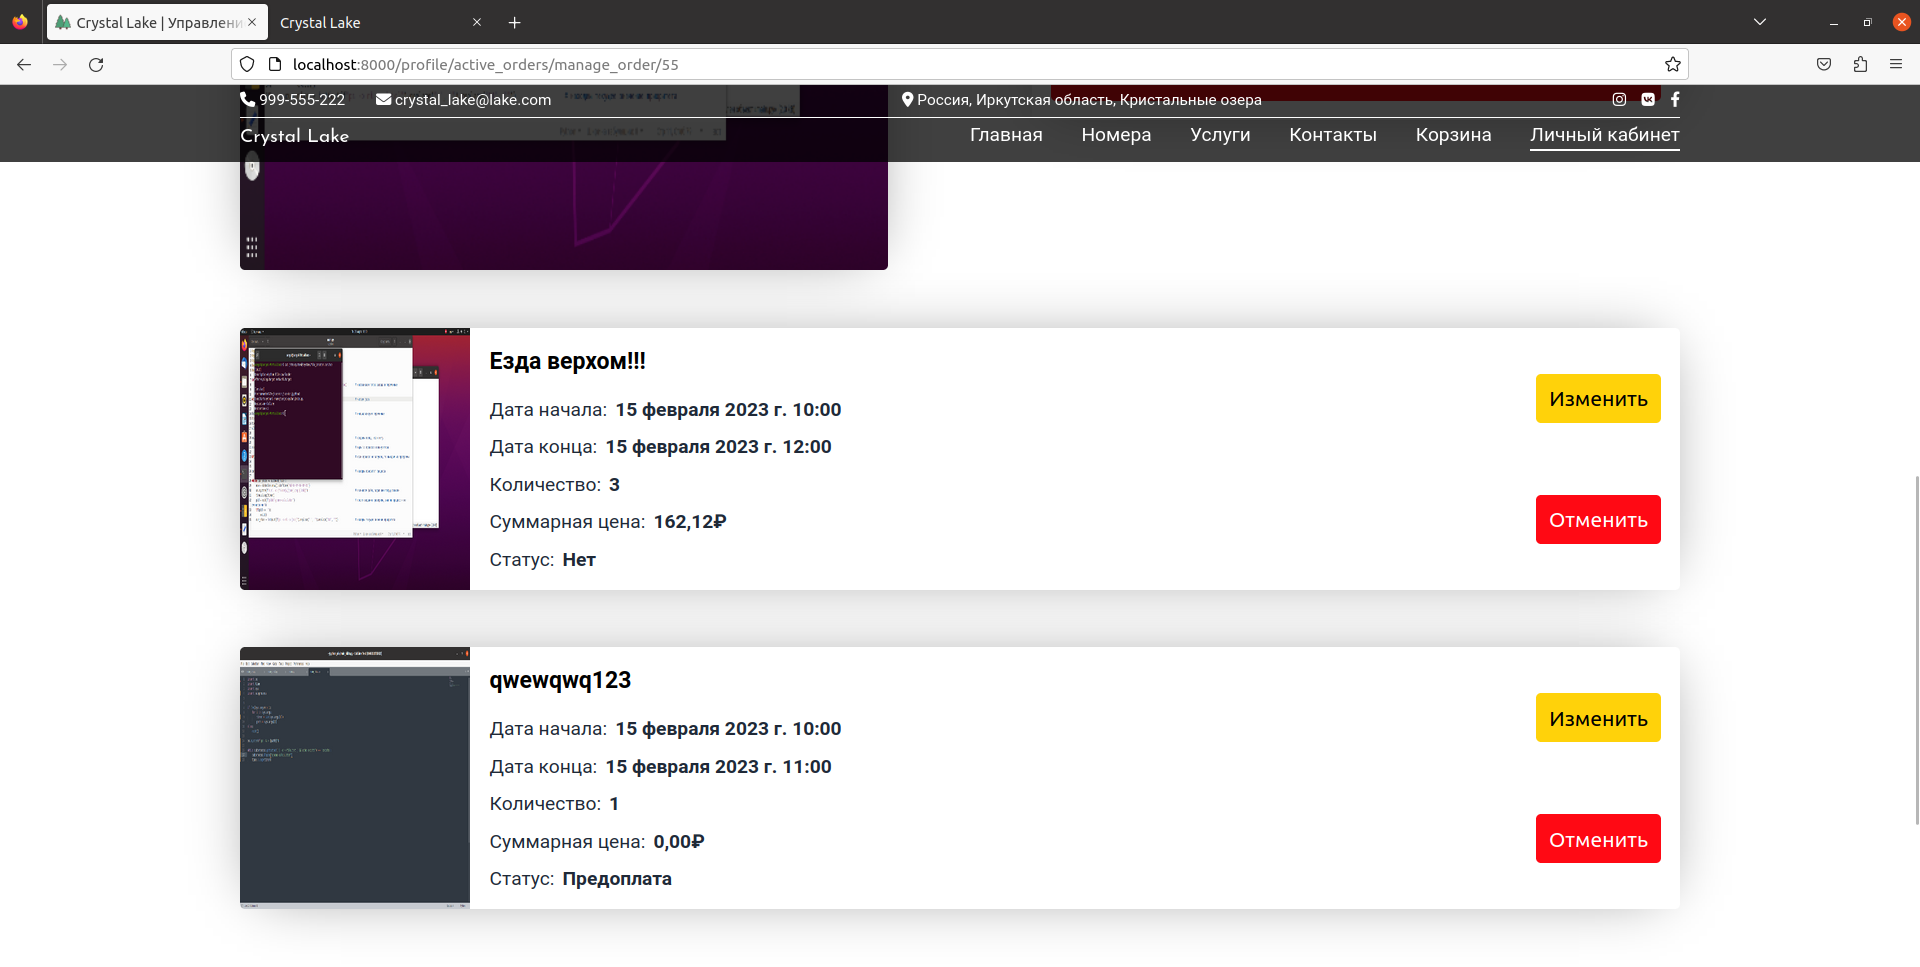 Crystal Lake | Управлени
Crystal Lake
localhost:8000/profile/active_orders/manage_order/55
999-555-222
crystal_lake@lake.com
Россия, Иркутская область, Кристальные озера
Crystal Lake
Главная
Номера
Услуги
Контакты
Корзина
Личный кабинет
Езда верхом!!!
Дата начала: 15 февраля 2023 г. 10:00
Дата конца: 15 февраля 2023 г. 12:00
Количество: 3
Суммарная цена: 162,12₽
Статус: Нет
Изменить
Отменить
qwewqwq123
Дата начала: 15 февраля 2023 г. 10:00
Дата конца: 15 февраля 2023 г. 11:00
Количество: 1
Суммарная цена: 0,00₽
Статус: Предоплата
Изменить
Отменить